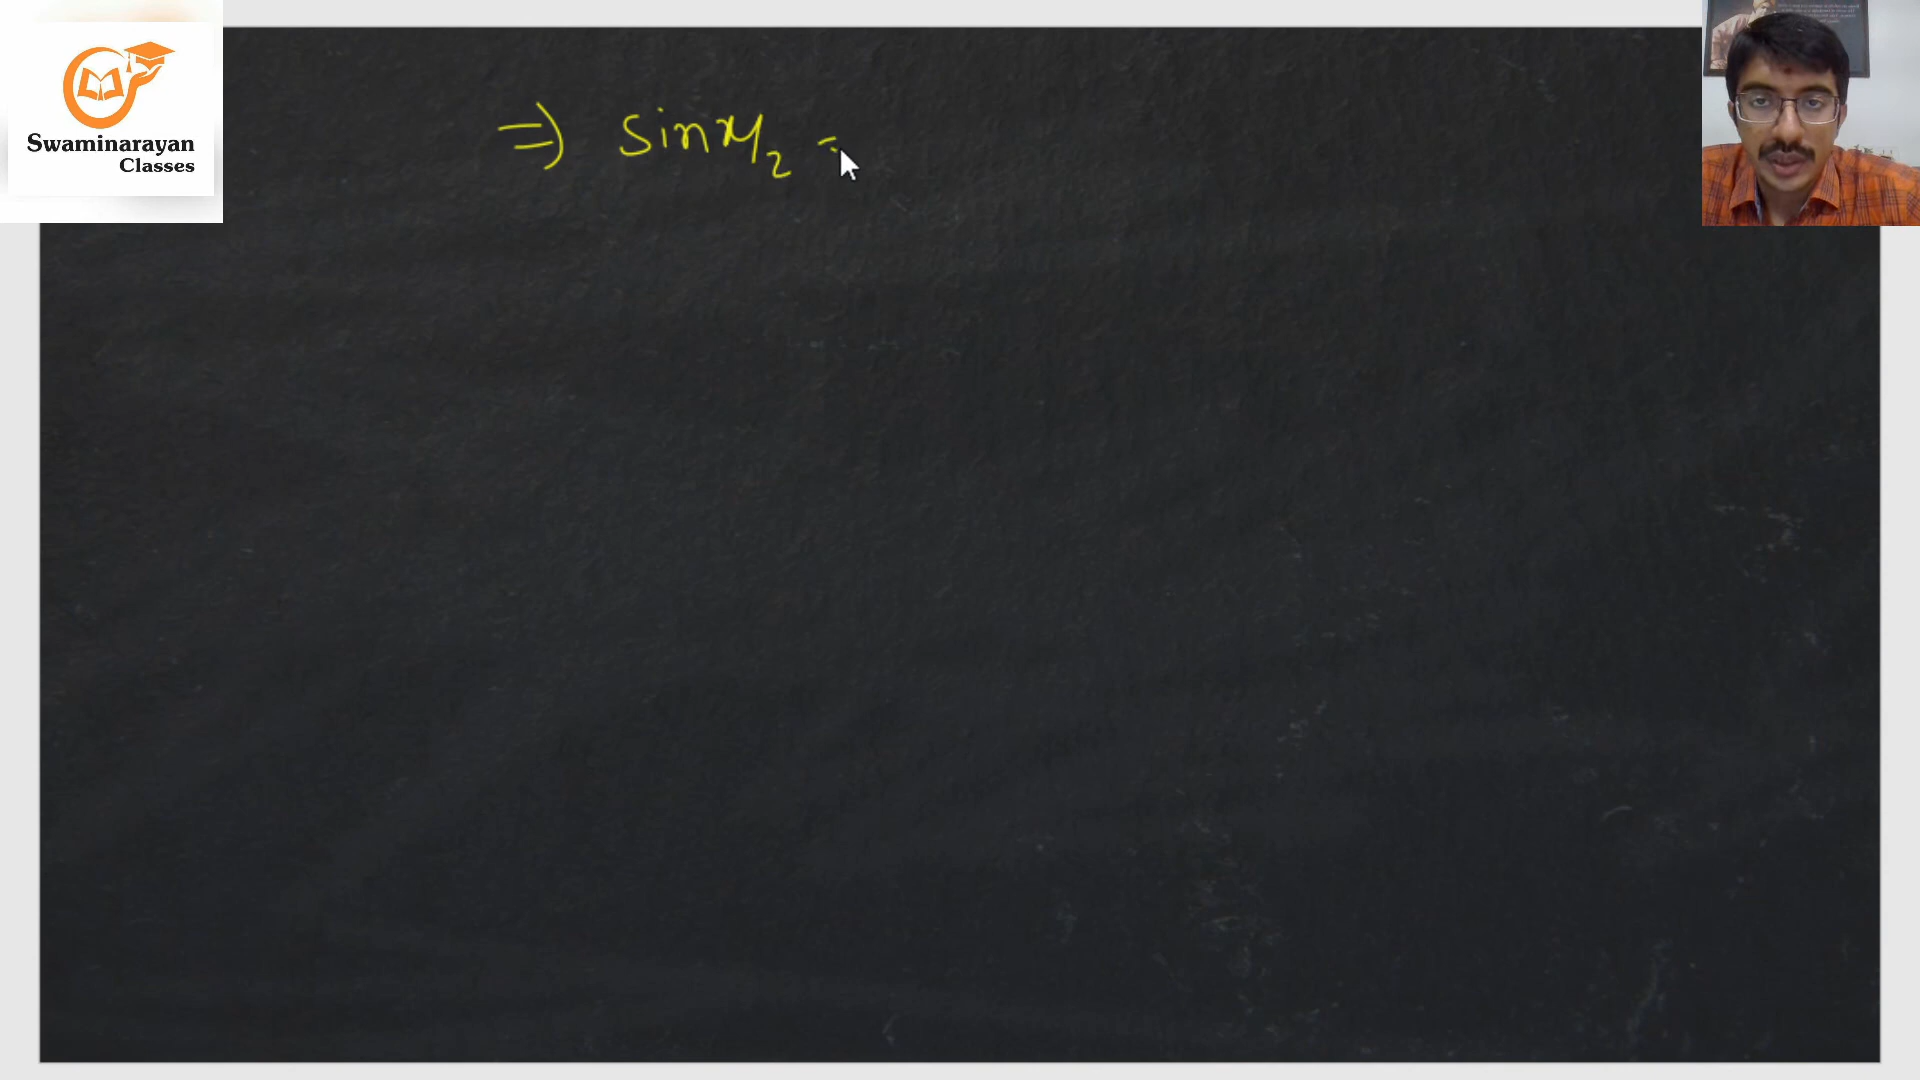 Swaminarayan
Classes
⇒ sin x/2 =